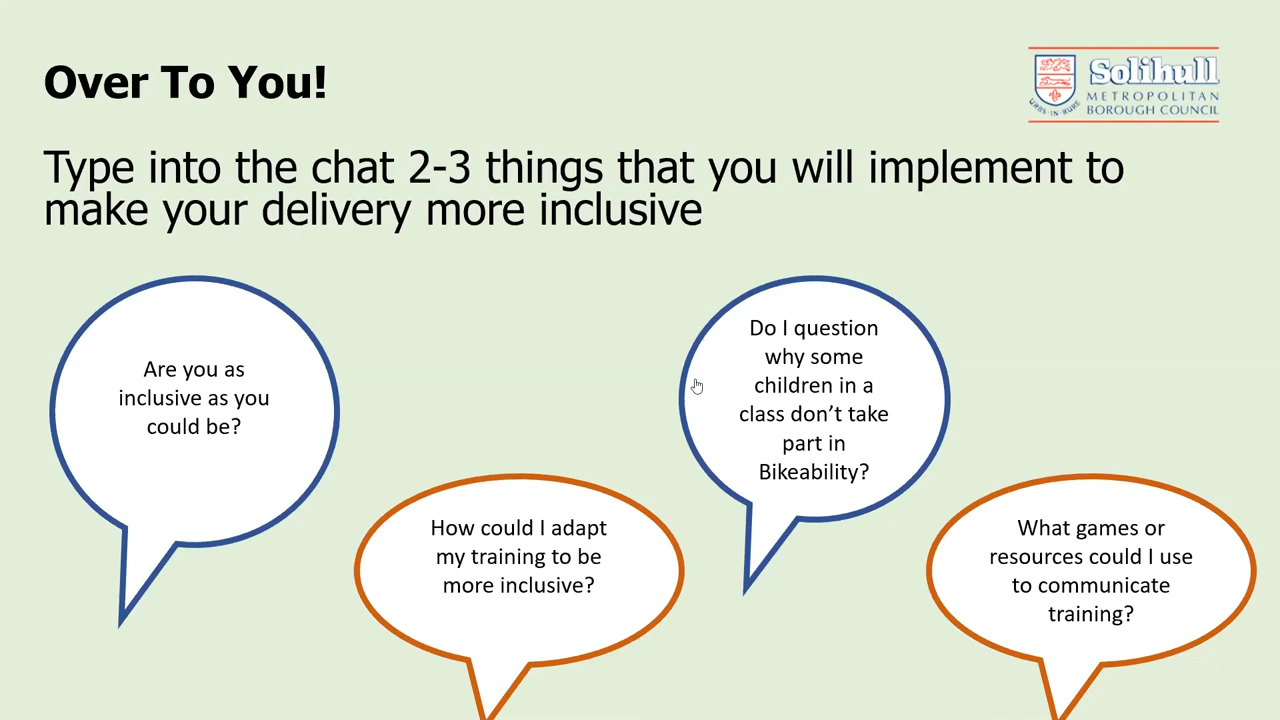 Over To You!
Solihull
METROPOLITAN
BOROUGH COUNCIL
URBS-IN-RURE
Type into the chat 2-3 things that you will implement to
make your delivery more inclusive
Are you as
inclusive as you
could be?
How could I adapt
my training to be
more inclusive?
Do I question
why some
children in a
class don’t take
part in
Bikeability?
What games or
resources could I use
to communicate
training?